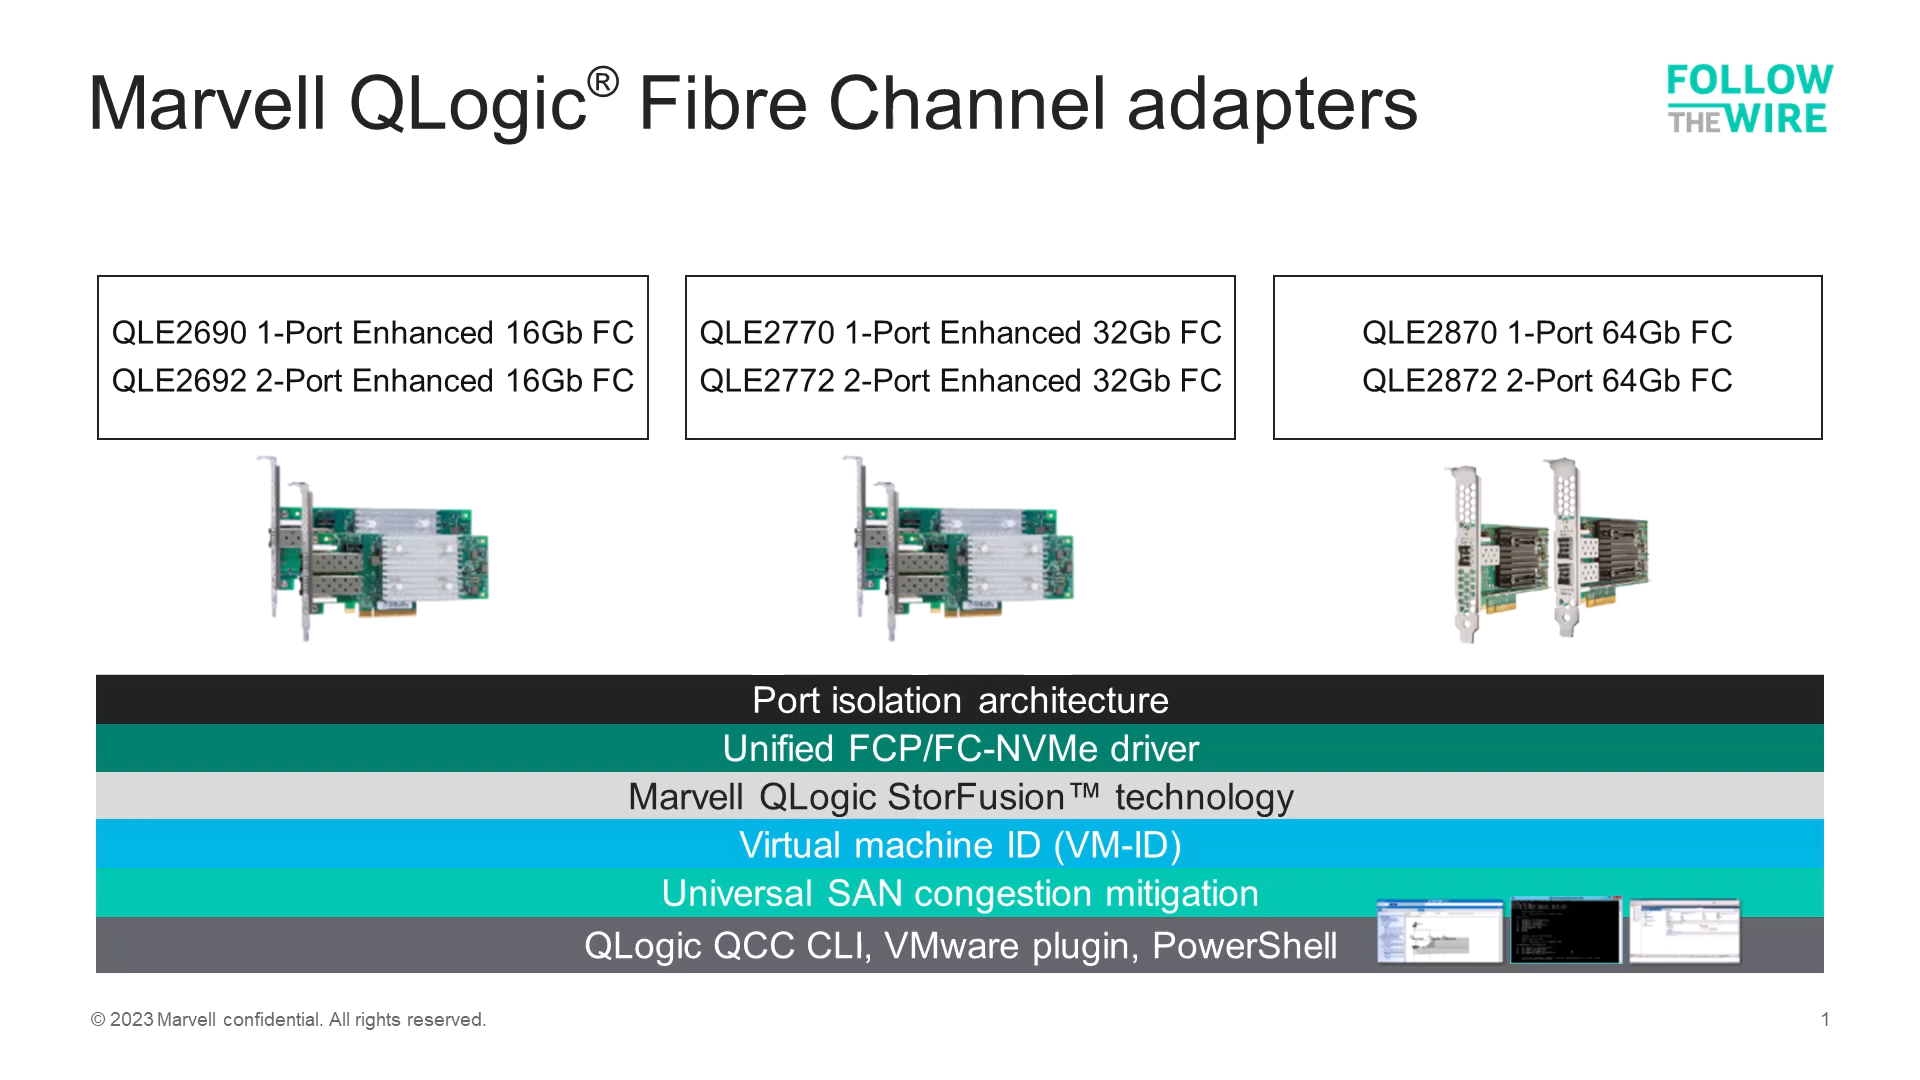 Marvell QLogic® Fibre Channel adapters
FOLLOW
THE WIRE
QLE2690 1-Port Enhanced 16Gb FC
QLE2692 2-Port Enhanced 16Gb FC
QLE2770 1-Port Enhanced 32Gb FC
QLE2772 2-Port Enhanced 32Gb FC
QLE2870 1-Port 64Gb FC
QLE2872 2-Port 64Gb FC
Port isolation architecture
Unified FCP/FC-NVMe driver
Marvell QLogic StorFusion™ technology
Virtual machine ID (VM-ID)
Universal SAN congestion mitigation
QLogic QCC CLI, VMware plugin, PowerShell
© 2023 Marvell confidential. All rights reserved.
1